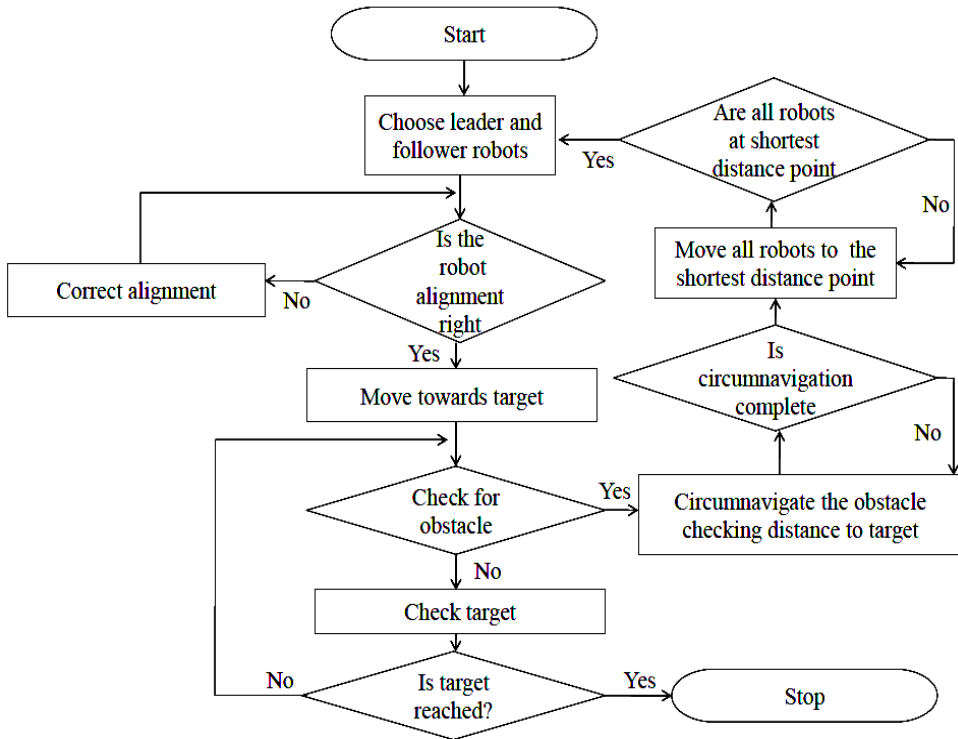 Start
Choose leader and
follower robots
Are all robots
at shortest
distance point
Yes
No
Is the
robot
alignment
right
No
Correct alignment
Move all robots to the
shortest distance point
Yes
Is
circumnavigation
complete
No
Move towards target
Check for
obstacle
Yes
Circumnavigate the obstacle
checking distance to target
No
Check target
Is target
reached?
No
Yes
Stop